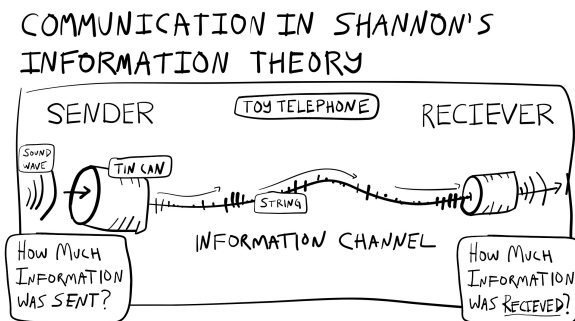 COMMUNICATION IN SHANNON'S
INFORMATION THEORY
SENDER
TOY TELEPHONE
RECIEVER
SOUND
WAVE
TIN CAN
STRING
INFORMATION CHANNEL
HOW MUCH
INFORMATION
WAS SENT?
HOW MUCH
INFORMATION
WAS RECIEVED?